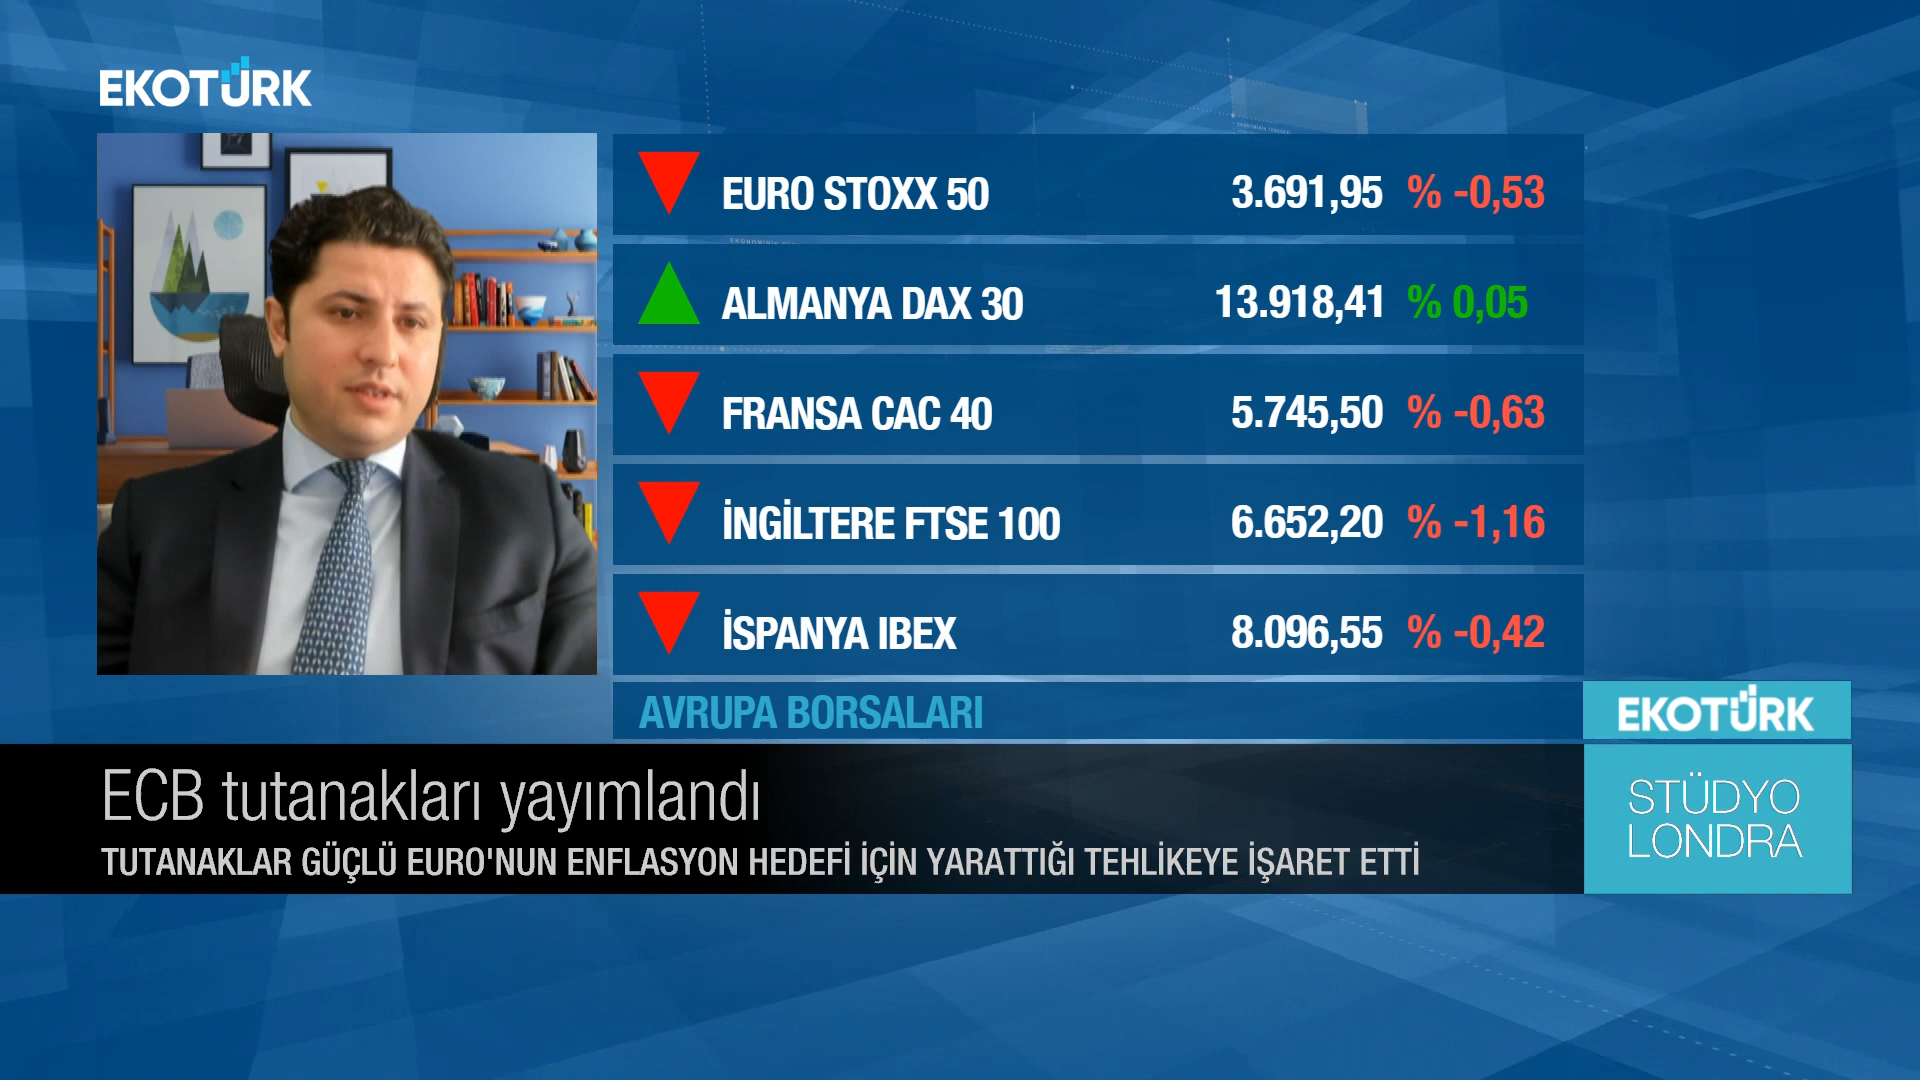 EKOTÜRK
EURO STOXX 50 3.691,95 % -0,53
ALMANYA DAX 30 13.918,41 % 0,05
FRANSA CAC 40 5.745,50 % -0,63
İNGİLTERE FTSE 100 6.652,20 % -1,16
İSPANYA IBEX 8.096,55 % -0,42
AVRUPA BORSALARI
EKOTÜRK
ECB tutanakları yayımlandı
TUTANAKLAR GÜÇLÜ EURO'NUN ENFLASYON HEDEFİ İÇİN YARATTIĞI TEHLİKEYE İŞARET ETTİ
STÜDYO
LONDRA